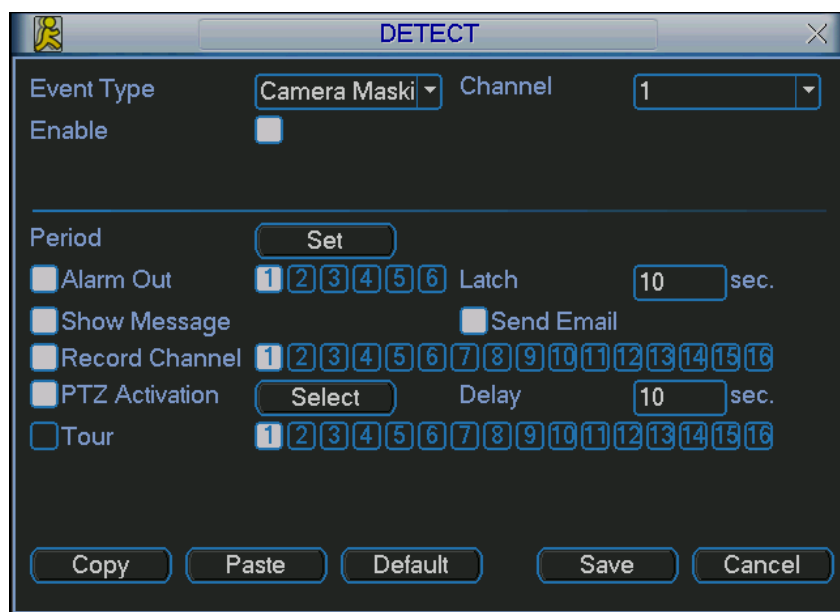 DETECT
Event Type Camera Maski Channel 1
Enable
Period Set
Alarm Out 1 2 3 4 5 6 Latch 10 sec.
Show Message Send Email
Record Channel 1 2 3 4 5 6 7 8 9 10 11 12 13 14 15 16
PTZ Activation Select Delay 10 sec.
Tour 1 2 3 4 5 6 7 8 9 10 11 12 13 14 15 16
Copy Paste Default Save Cancel